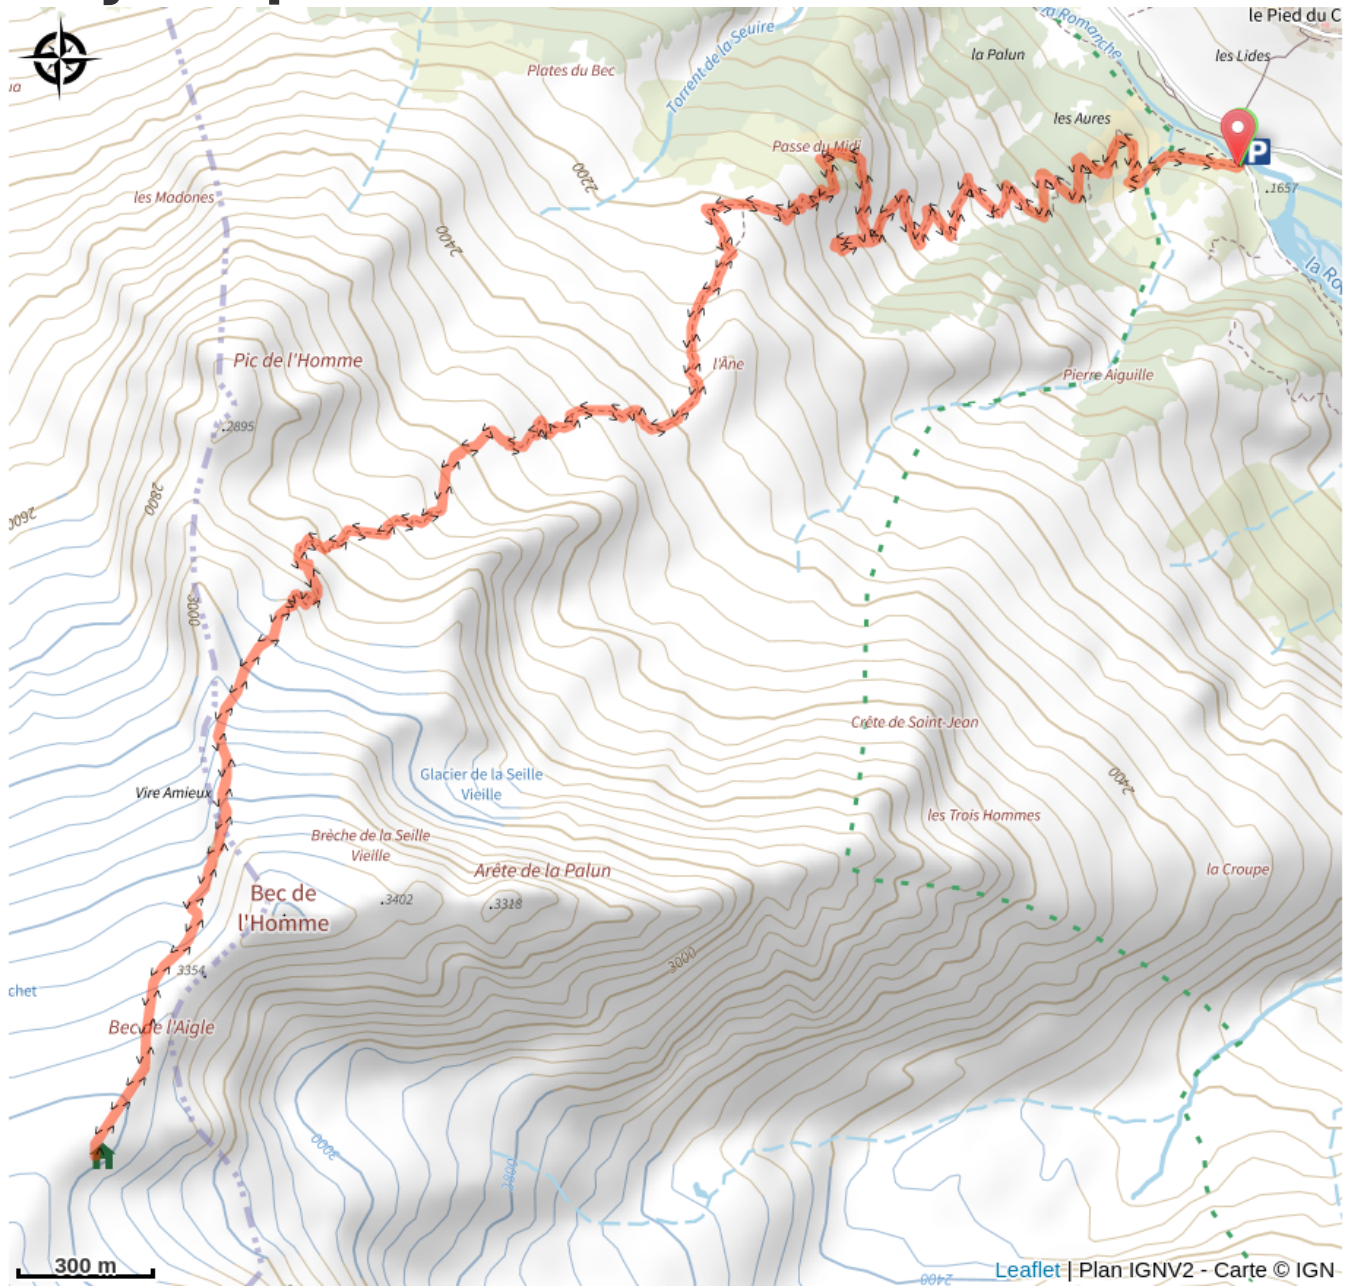 le Pied du C
la Romanche
les Lides
la Palun
Torrent de la Seuire
Plates du Bec
les Aures
Passe du Midi
P
.1657
2200
les Madones
2400
la Ro
Pic de l'Homme
l'Âne
Pierre Aiguille
.2895
2800
2600
3000
Crête de Saint-Jean
Glacier de la Seille
Vieille
2400
Vire Amieux
les Trois Hommes
Brèche de la Seille
Vieille
Arête de la Palun
la Croupe
Bec de
l'Homme
.3402
.3318
3000
3354
chet
Bec de l'Aigle
3000
2800
2400
300 m
Leaflet | Plan IGNV2 - Carte © IGN